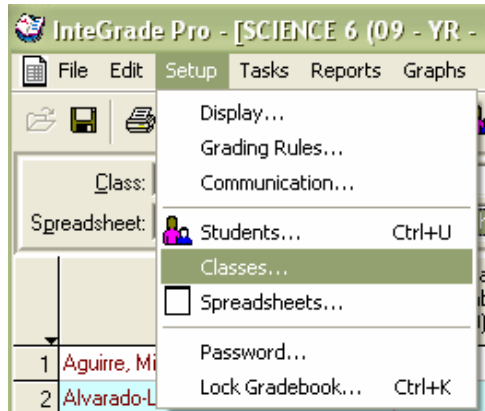 InteGrade Pro - [SCIENCE 6 (09 - YR -
File Edit Setup Tasks Reports Graphs
Display...
Grading Rules...
Class:
Communication...
Spreadsheet:
Students... Ctrl+U
Classes...
Spreadsheets...
Password...
1 Aguirre, Mi
Lock Gradebook... Ctrl+K
2 Alvarado-L